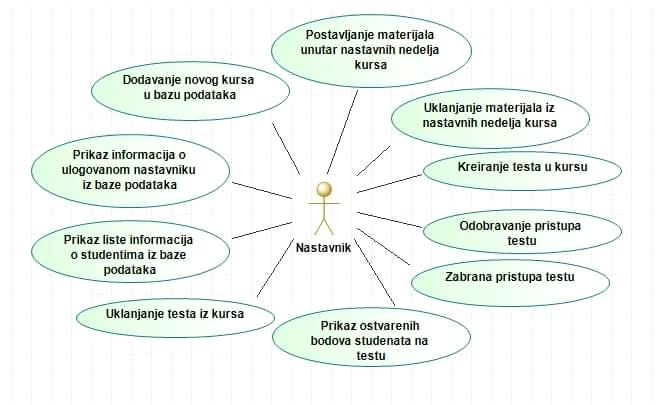 Postavljanje materijala
unutar nastavnih nedelja
kursa
Dodavanje novog kursa
u bazu podataka
Uklanjanje materijala iz
nastavnih nedelja kursa
Prikaz informacija o
ulogovanom nastavniku
iz baze podataka
Kreiranje testa u kursu
Nastavnik
Prikaz liste informacija
o studentima iz baze
podataka
Odobravanje pristupa
testu
Zabrana pristupa testu
Uklanjanje testa iz kursa
Prikaz ostvarenih
bodova studenata na
testu